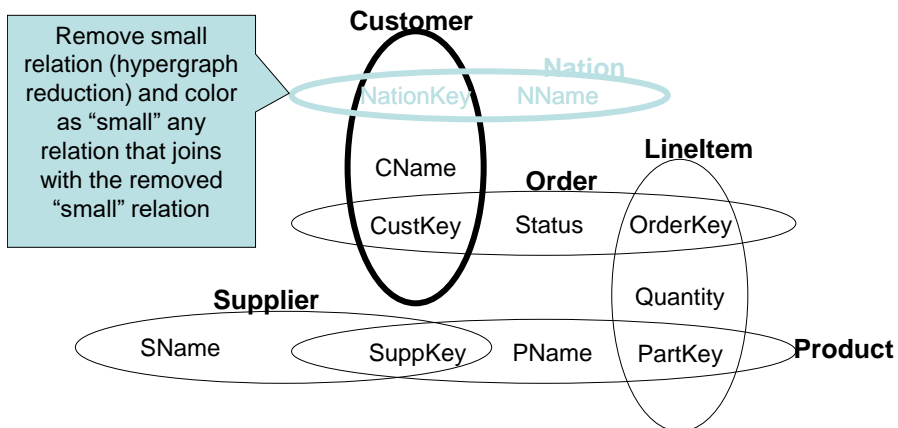 Customer
Remove small
relation (hypergraph
reduction) and color
as “small” any
relation that joins
with the removed
“small” relation
Nation
NationKey NName
LineItem
CName
Order
CustKey Status OrderKey
Supplier
Quantity
SName SuppKey PName PartKey Product